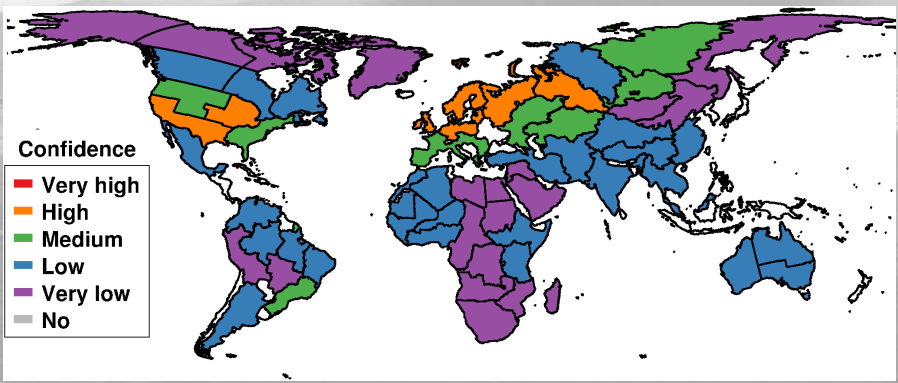 Confidence
Very high
High
Medium
Low
Very low
No